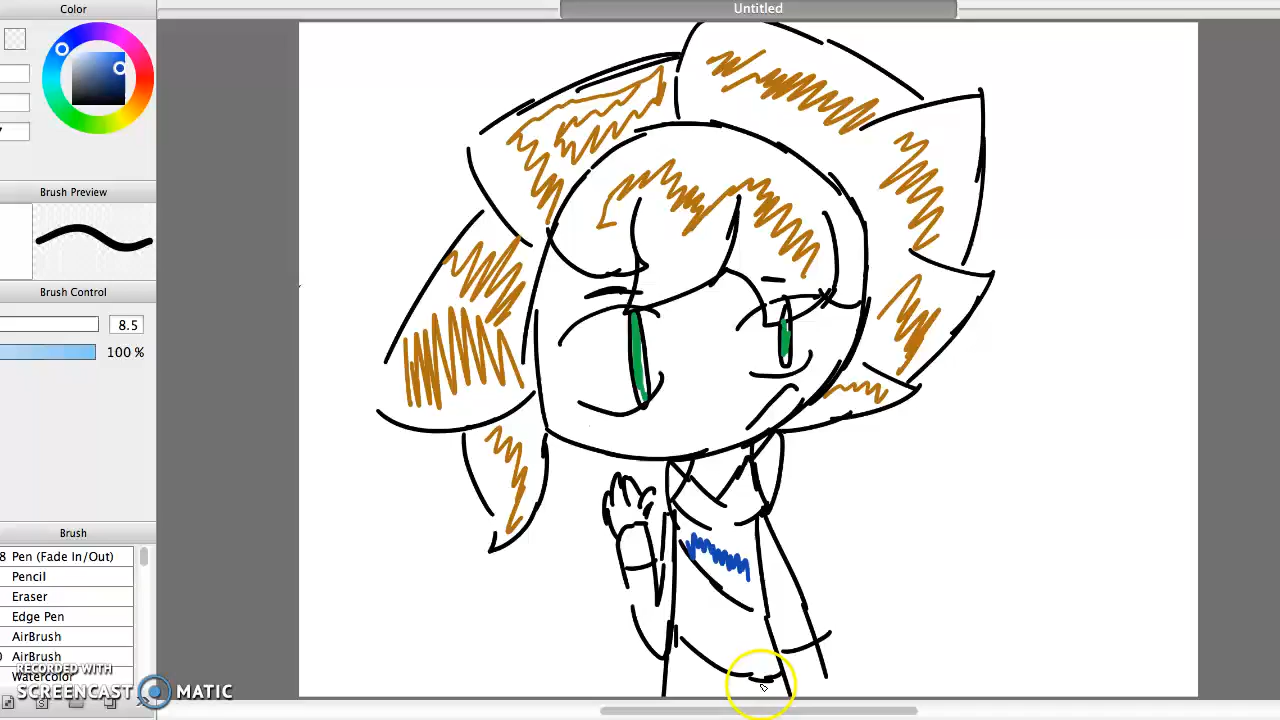 Color
Untitled
Brush Preview
Brush Control
8.5
100 %
Brush
8 Pen (Fade In/Out)
Pencil
Eraser
Edge Pen
AirBrush
AirBrush
Watercolor
RECORDED WITH
SCREENCAST MATIC